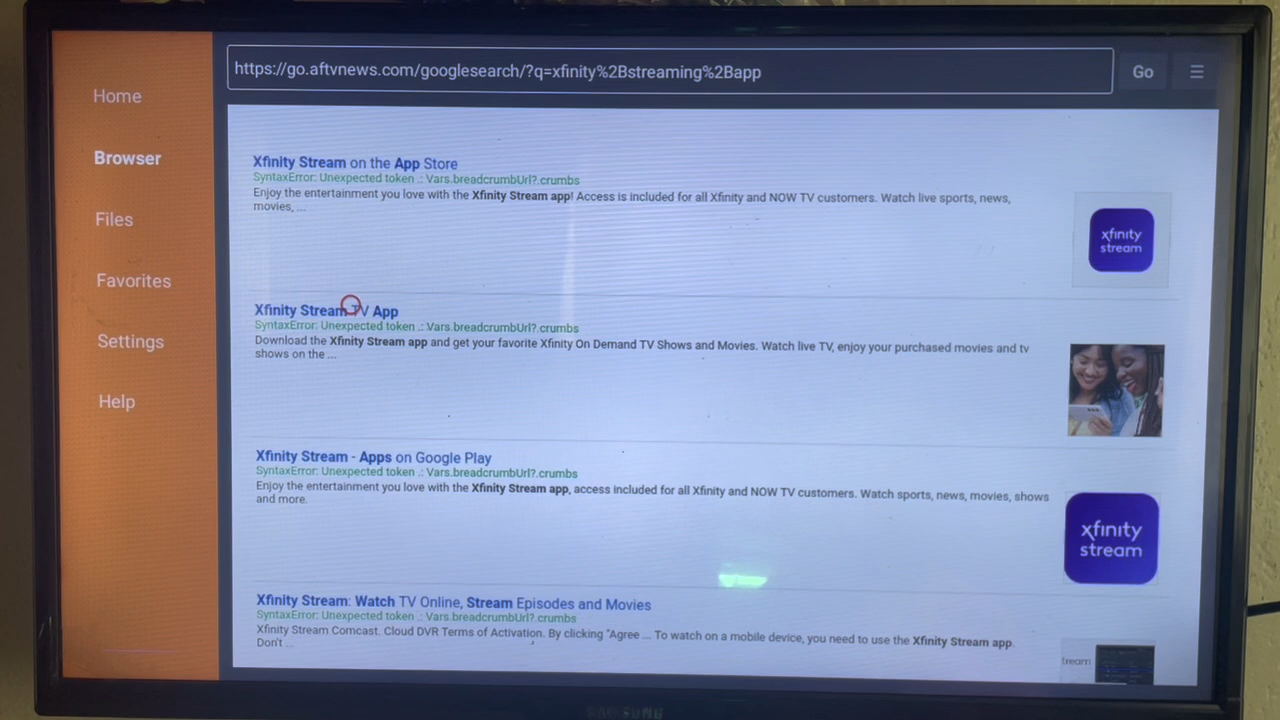 https://go.aftvnews.com/googlesearch/?q=xfinity%2Bstreaming%2Bapp
Go
☰
Home
Browser
Files
Favorites
Settings
Help
Xfinity Stream on the App Store
SyntaxError: Unexpected token .: Vars.breadcrumbUrl?.crumbs
Enjoy the entertainment you love with the Xfinity Stream app! Access is included for all Xfinity and NOW TV customers. Watch live sports, news,
movies, ...
xfinity
stream
Xfinity Stream TV App
SyntaxError: Unexpected token .: Vars.breadcrumbUrl?.crumbs
Download the Xfinity Stream app and get your favorite Xfinity On Demand TV Shows and Movies. Watch live TV, enjoy your purchased movies and tv
shows on the ...
Xfinity Stream - Apps on Google Play
SyntaxError: Unexpected token .: Vars.breadcrumbUrl?.crumbs
Enjoy the entertainment you love with the Xfinity Stream app, access included for all Xfinity and NOW TV customers. Watch sports, news, movies, shows
and more.
xfinity
stream
Xfinity Stream: Watch TV Online, Stream Episodes and Movies
SyntaxError: Unexpected token .: Vars.breadcrumbUrl?.crumbs
Xfinity Stream Comcast. Cloud DVR Terms of Activation. By clicking "Agree ... To watch on a mobile device, you need to use the Xfinity Stream app.
Don't ...
tream
SAMSUNG